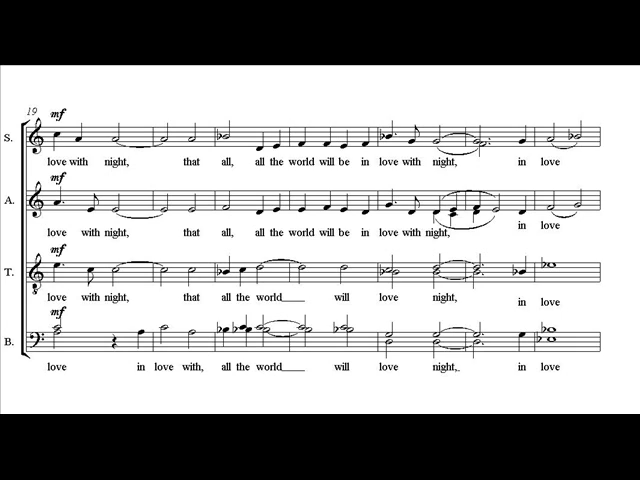 19
mf
S.
love with night, that all, all the world will be in love with night, in love
mf
A.
love with night, that all, all the world will be in love with night, in love
mf
T.
8
love with night, that all the world____ will love night, in love
mf
B.
love in love with, all the world____ will love night,. in love